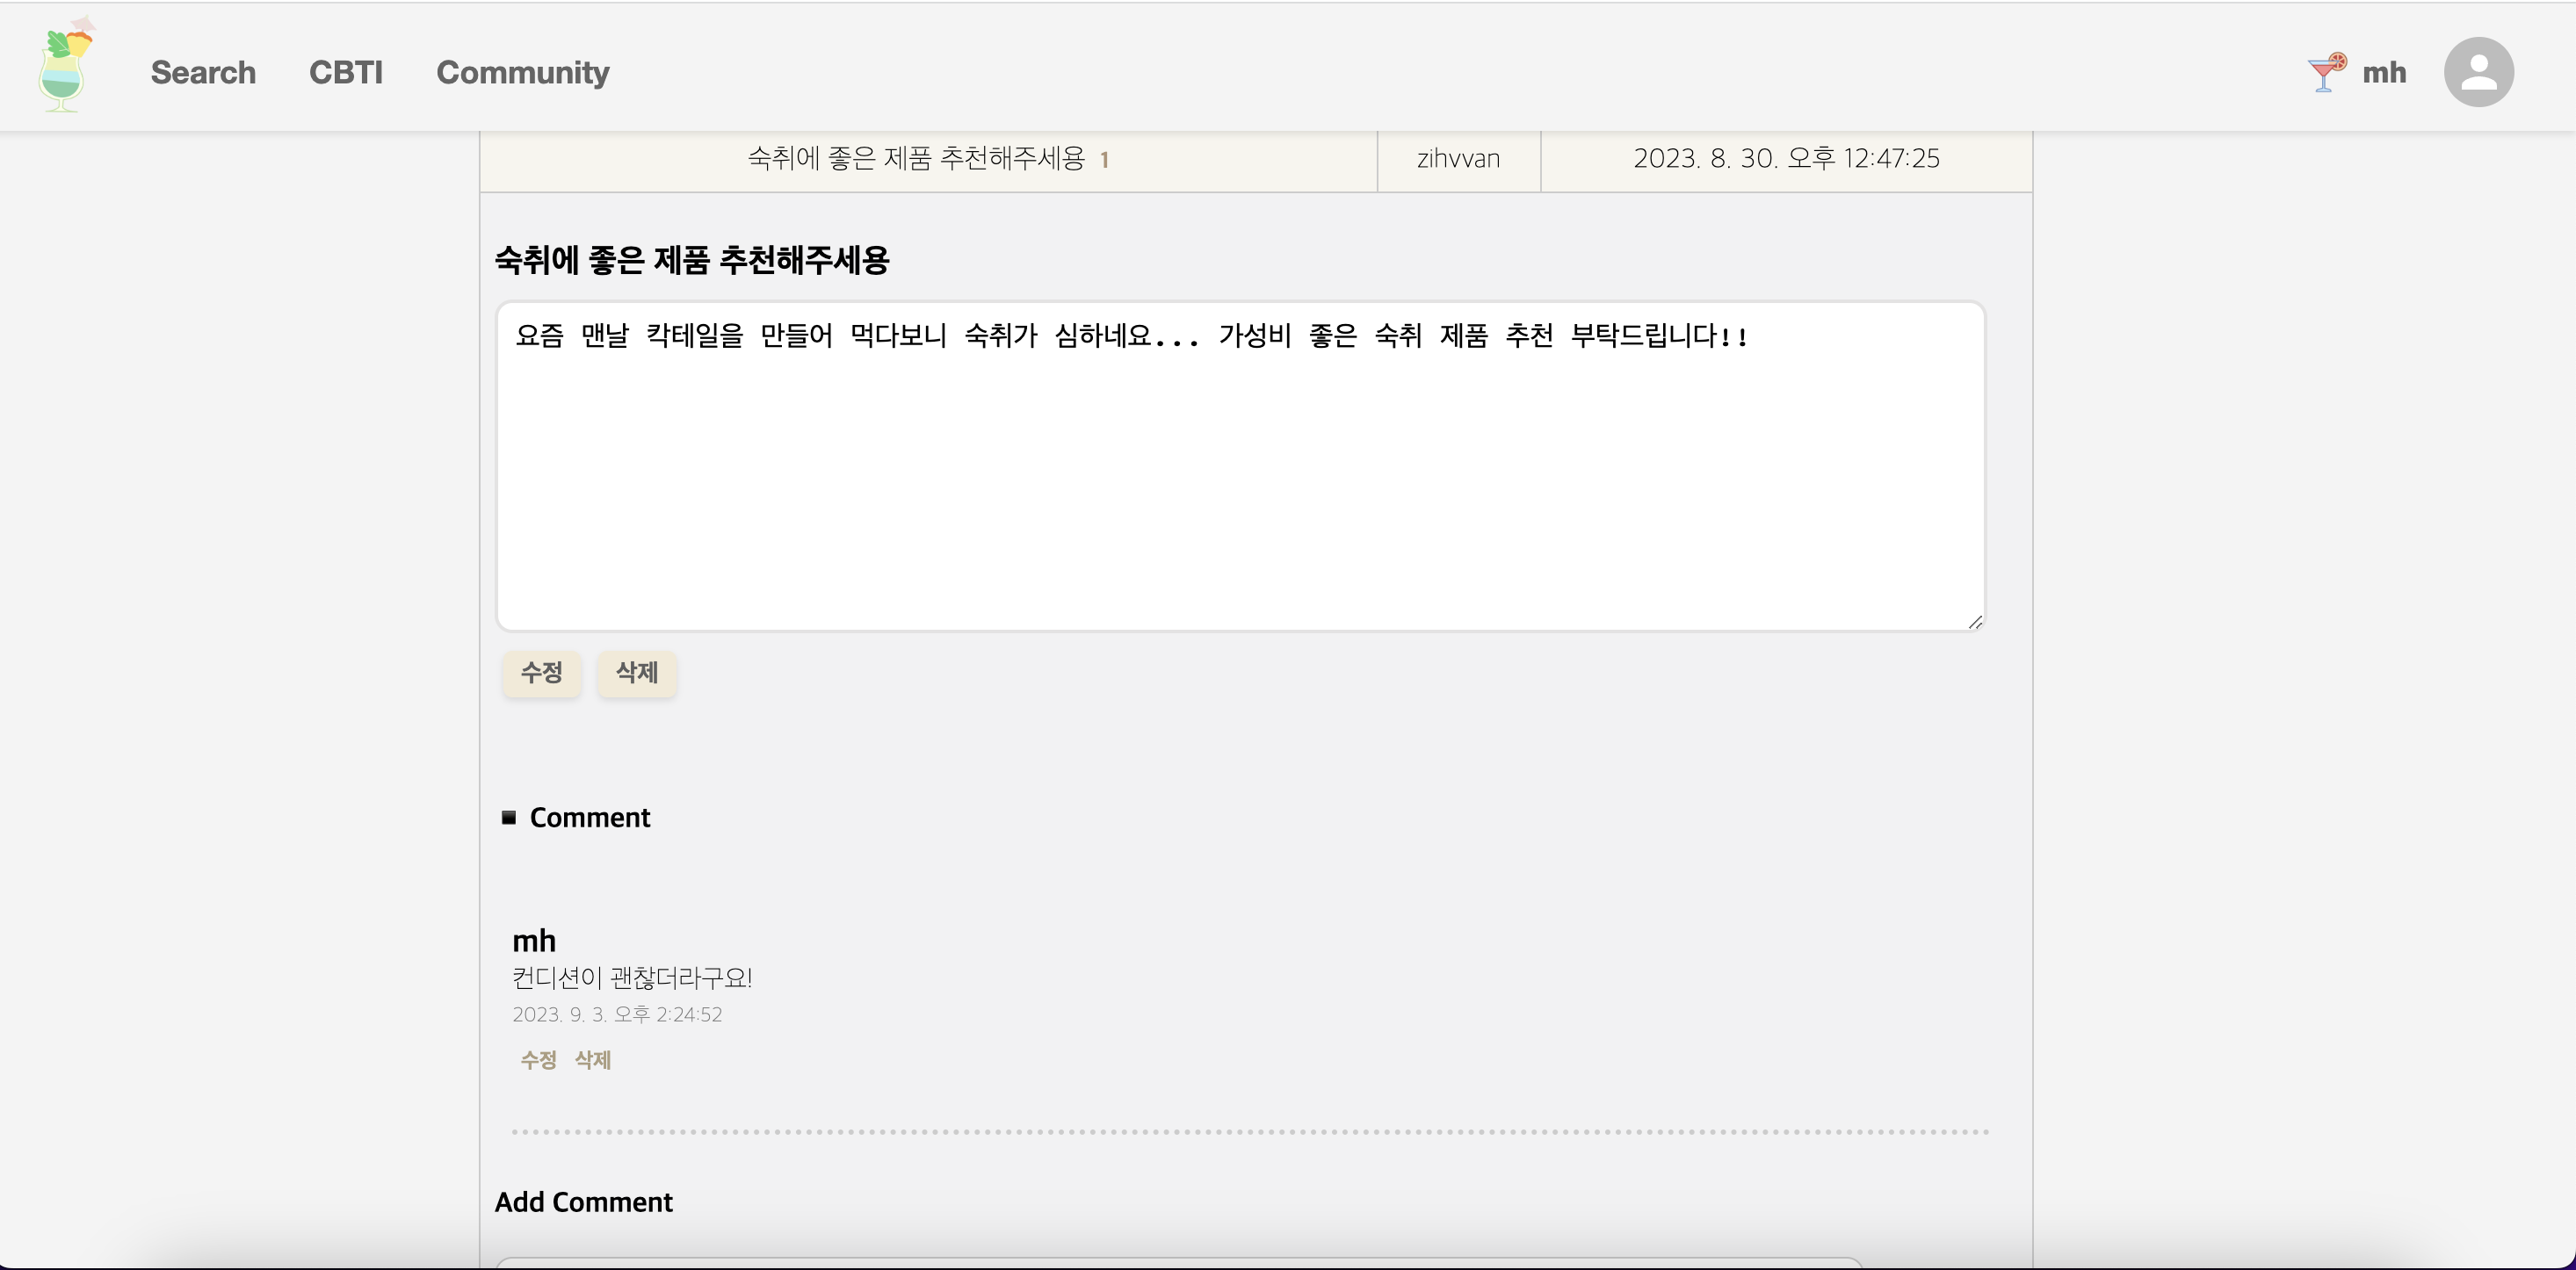 Search CBTI Community mh
숙취에 좋은 제품 추천해주세용 1 zihvvan 2023. 8. 30. 오후 12:47:25
숙취에 좋은 제품 추천해주세용
요즘 맨날 칵테일을 만들어 먹다보니 숙취가 심하네요... 가성비 좋은 숙취 제품 추천 부탁드립니다!!
수정 삭제
Comment
mh
컨디션이 괜찮더라구요!
2023. 9. 3. 오후 2:24:52
수정 삭제
Add Comment